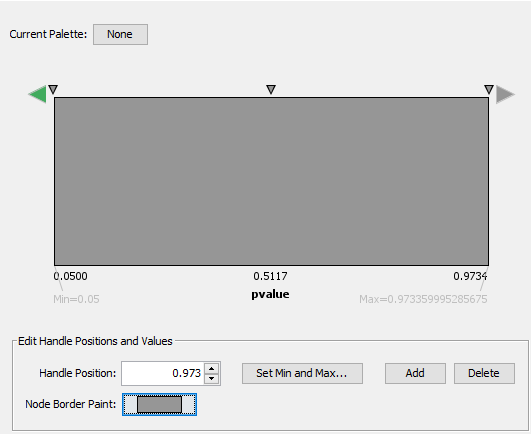 Current Palette: None
0.0500 0.5117 0.9734
Min=0.05 pvalue Max=0.973359995285675
Edit Handle Positions and Values
Handle Position: 0.973 Set Min and Max... Add Delete
Node Border Paint: